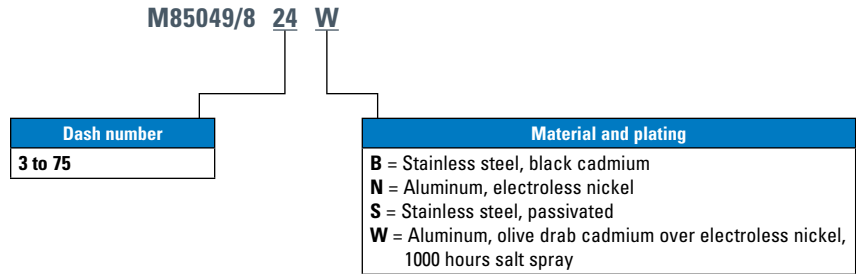 M85049/8 24 W
Dash number
3 to 75
Material and plating
B = Stainless steel, black cadmium
N = Aluminum, electroless nickel
S = Stainless steel, passivated
W = Aluminum, olive drab cadmium over electroless nickel,
1000 hours salt spray